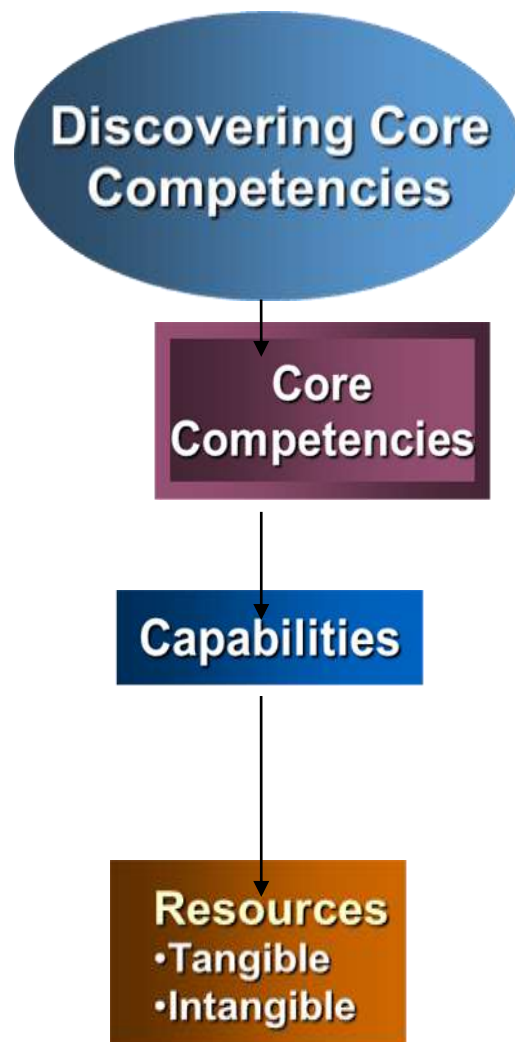 Discovering Core
Competencies
Core
Competencies
Capabilities
Resources
•Tangible
•Intangible